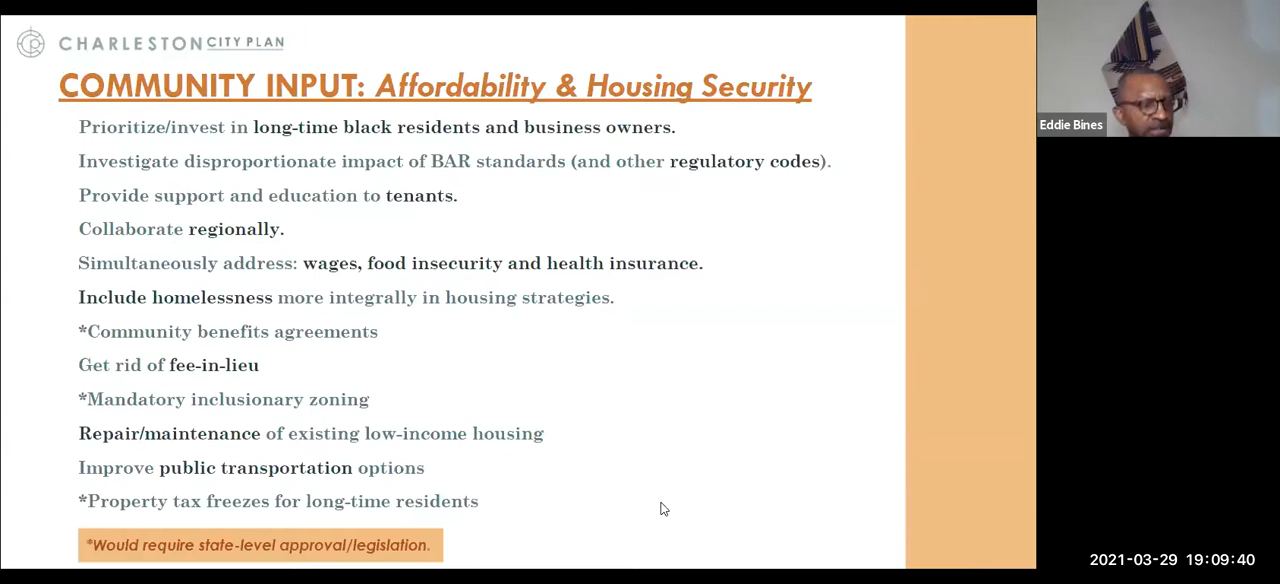 CHARLESTON CITY PLAN
COMMUNITY INPUT: Affordability & Housing Security
Prioritize/invest in long-time black residents and business owners.
Investigate disproportionate impact of BAR standards (and other regulatory codes).
Provide support and education to tenants.
Collaborate regionally.
Simultaneously address: wages, food insecurity and health insurance.
Include homelessness more integrally in housing strategies.
*Community benefits agreements
Get rid of fee-in-lieu
*Mandatory inclusionary zoning
Repair/maintenance of existing low-income housing
Improve public transportation options
*Property tax freezes for long-time residents
*Would require state-level approval/legislation.
Eddie Bines
2021-03-29 19:09:40